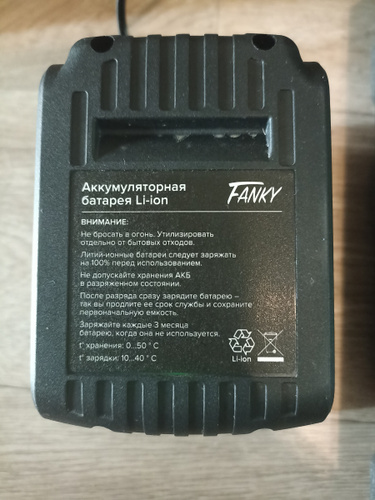 Аккумуляторная
батарея Li-ion
FANKY
ВНИМАНИЕ:
Не бросать в огонь. Утилизировать
отдельно от бытовых отходов.
Литий-ионные батареи следует заряжать
на 100% перед использованием.
Не допускайте хранения АКБ
в разряженном состоянии.
После разряда сразу зарядите батарею –
так вы продлите ее срок службы и сохраните
первоначальную емкость.
Заряжайте каждые 3 месяца
батарею, когда она не используется.
t° хранения: 0...50 ° C
t° зарядки: 10...40 ° C
Li-ion